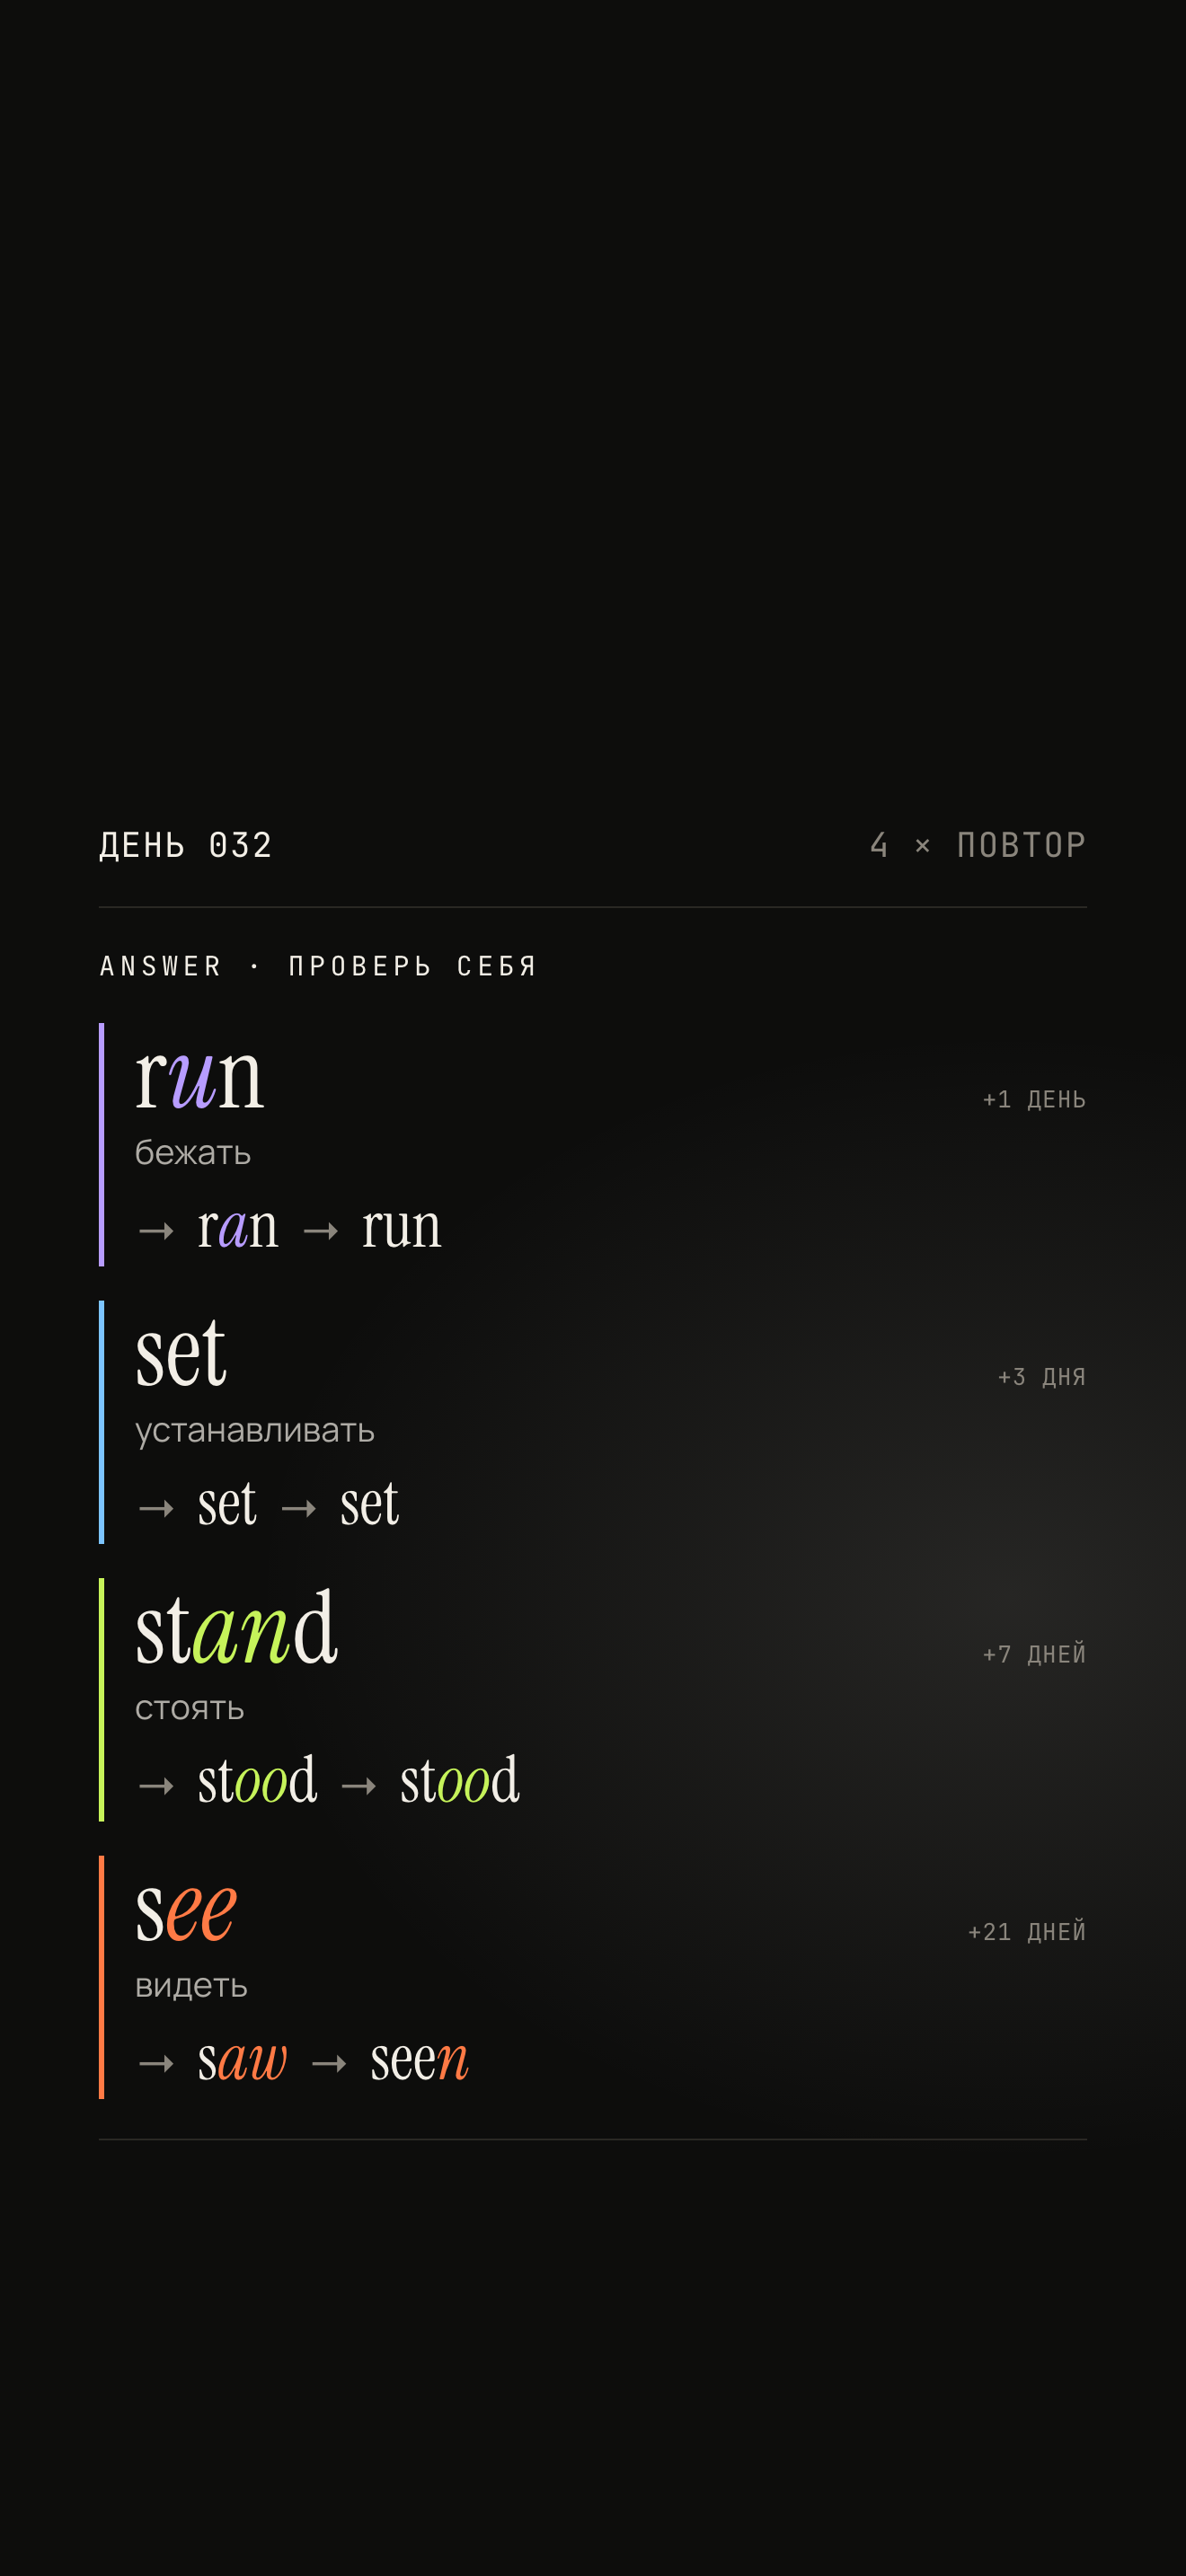 ДЕНЬ 032 4 × ПОВТОР
ANSWER · ПРОВЕРЬ СЕБЯ
run
+1 ДЕНЬ
бежать
→ ran → run
set
+3 ДНЯ
устанавливать
→ set → set
stand
+7 ДНЕЙ
стоять
→ stood → stood
see
+21 ДНЕЙ
видеть
→ saw → seen